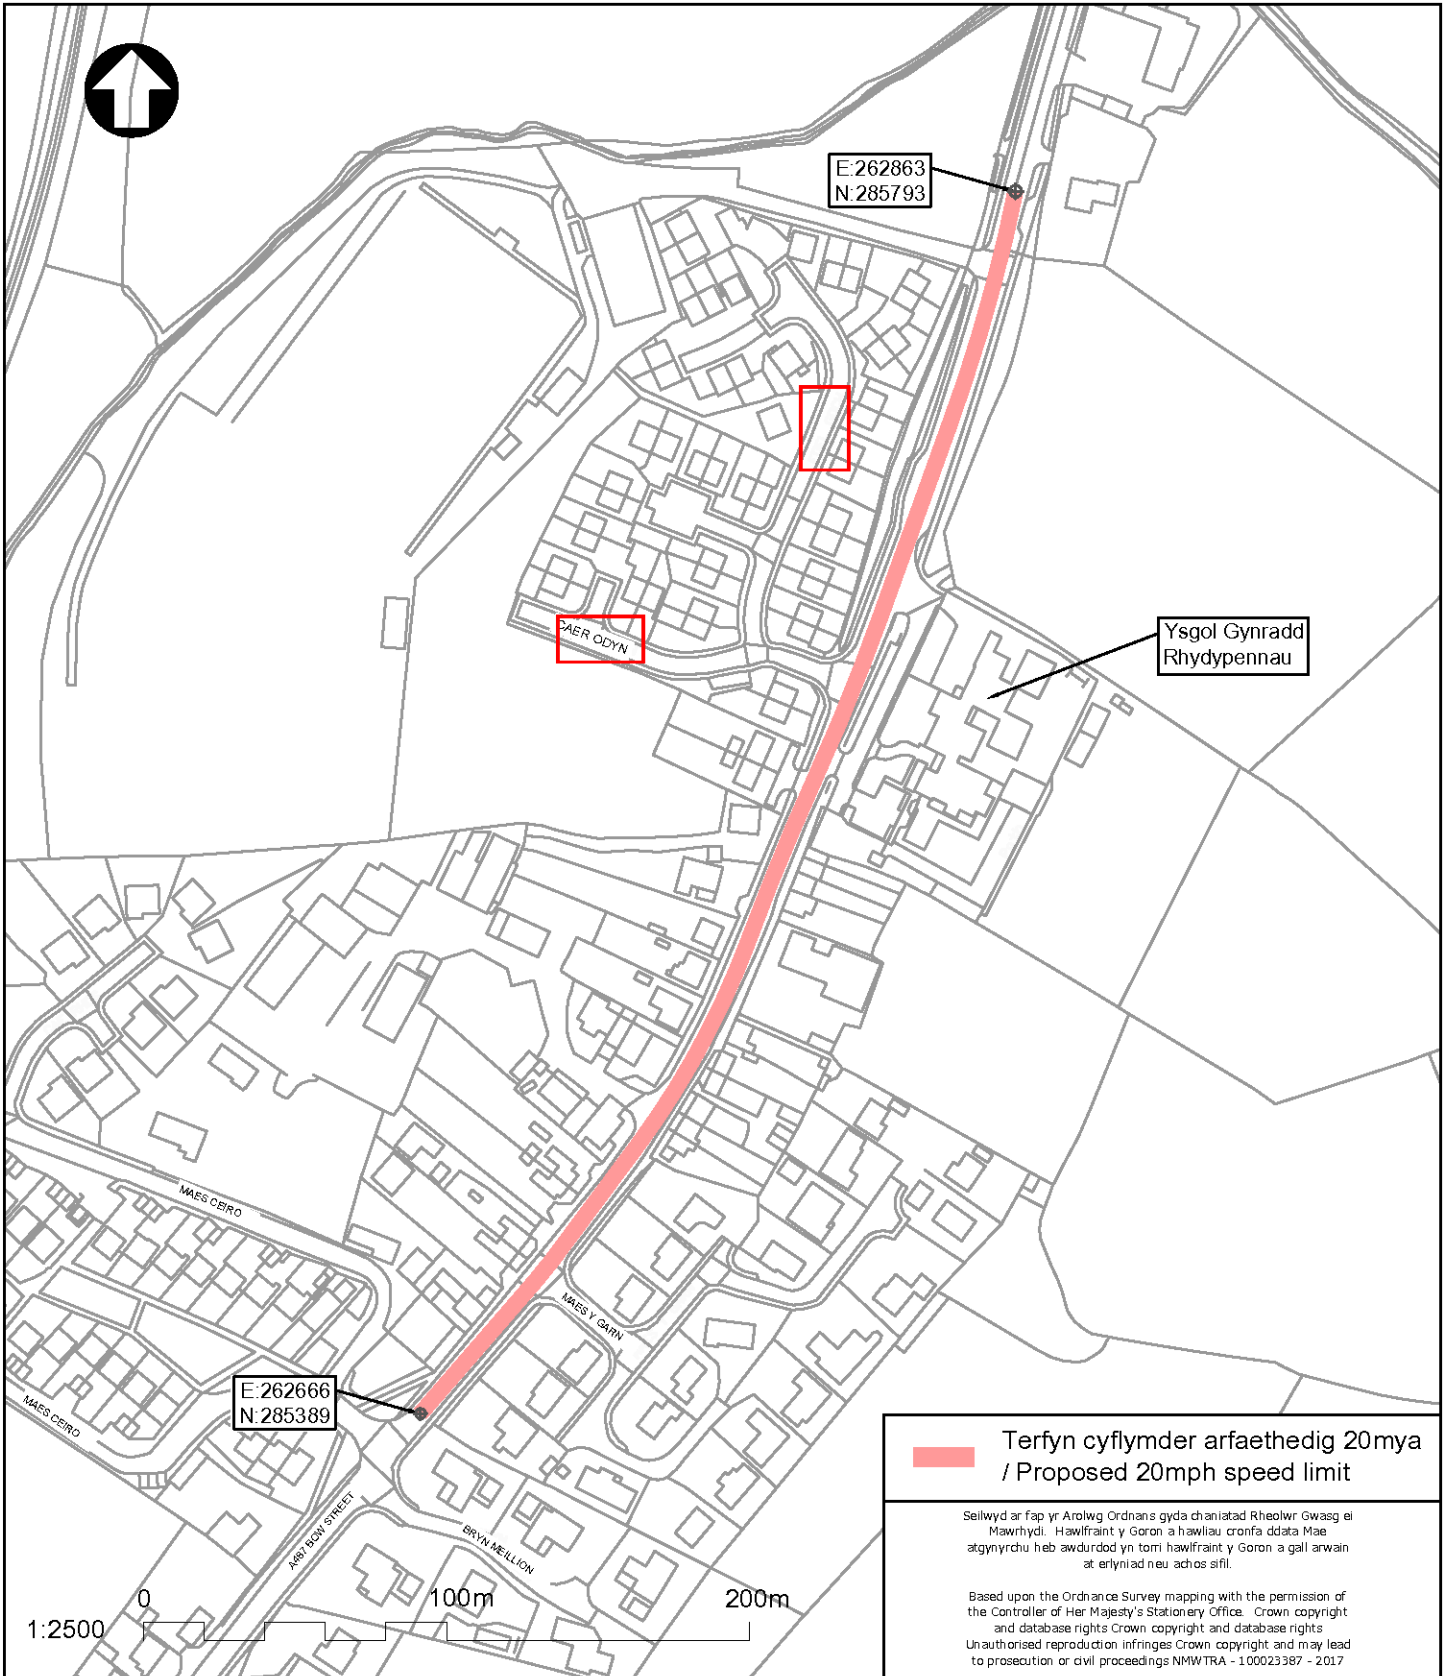 E:262863
N:285793
Ysgol Gynradd
Rhydypennau
CAER ODYN
MAES CEIRO
MAES Y GARN
E:262666
N:285389
MAES CEIRO
A487 BOW STREET
BRYN MEILLION
0 100m 200m
1:2500
Terfyn cyflymder arfaethedig 20mya
/ Proposed 20mph speed limit
Seilwyd ar fap yr Arolwg Ordnans gyda chaniatad Rheolwr Gwasg ei
Mawrhydi. Hawlfraint y Goron a hawliau cronfa ddata Mae
atgynyrchu heb awdurdod yn torri hawlfraint y Goron a gall arwain
at erlyniad neu achos sifil.
Based upon the Ordnance Survey mapping with the permission of
the Controller of Her Majesty's Stationery Office. Crown copyright
and database rights Crown copyright and database rights
Unauthorised reproduction infringes Crown copyright and may lead
to prosecution or civil proceedings NMWTRA - 100023387 - 2017